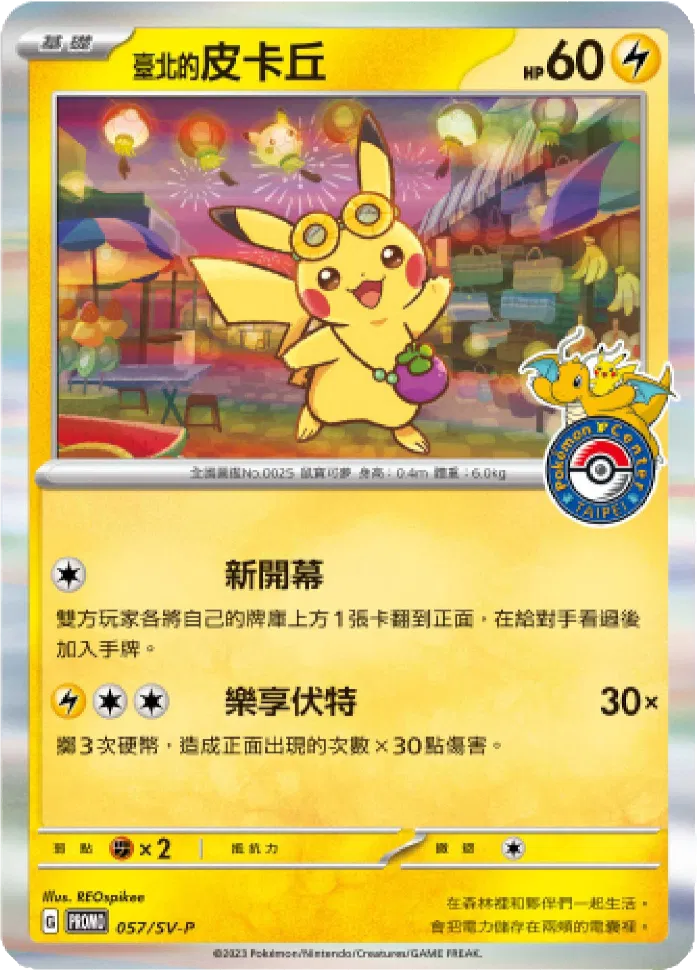 基礎
臺北的皮卡丘
HP 60
Pokémon Center
TAIPEI
全國圖鑑No.0025 鼠寶可夢 身高：0.4m 體重：6.0kg
新開幕
雙方玩家各將自己的牌庫上方1張卡翻到正面，在給對手看過後
加入手牌。
樂享伏特 30×
擲3次硬幣，造成正面出現的次數×30點傷害。
弱點 ×2 抵抗力 撤退
Illus. REOspikee
G PROMO 057/SV-P
在森林裡和夥伴們一起生活。
會把電力儲存在兩頰的電囊裡。
©2023 Pokémon/Nintendo/Creatures/GAME FREAK.